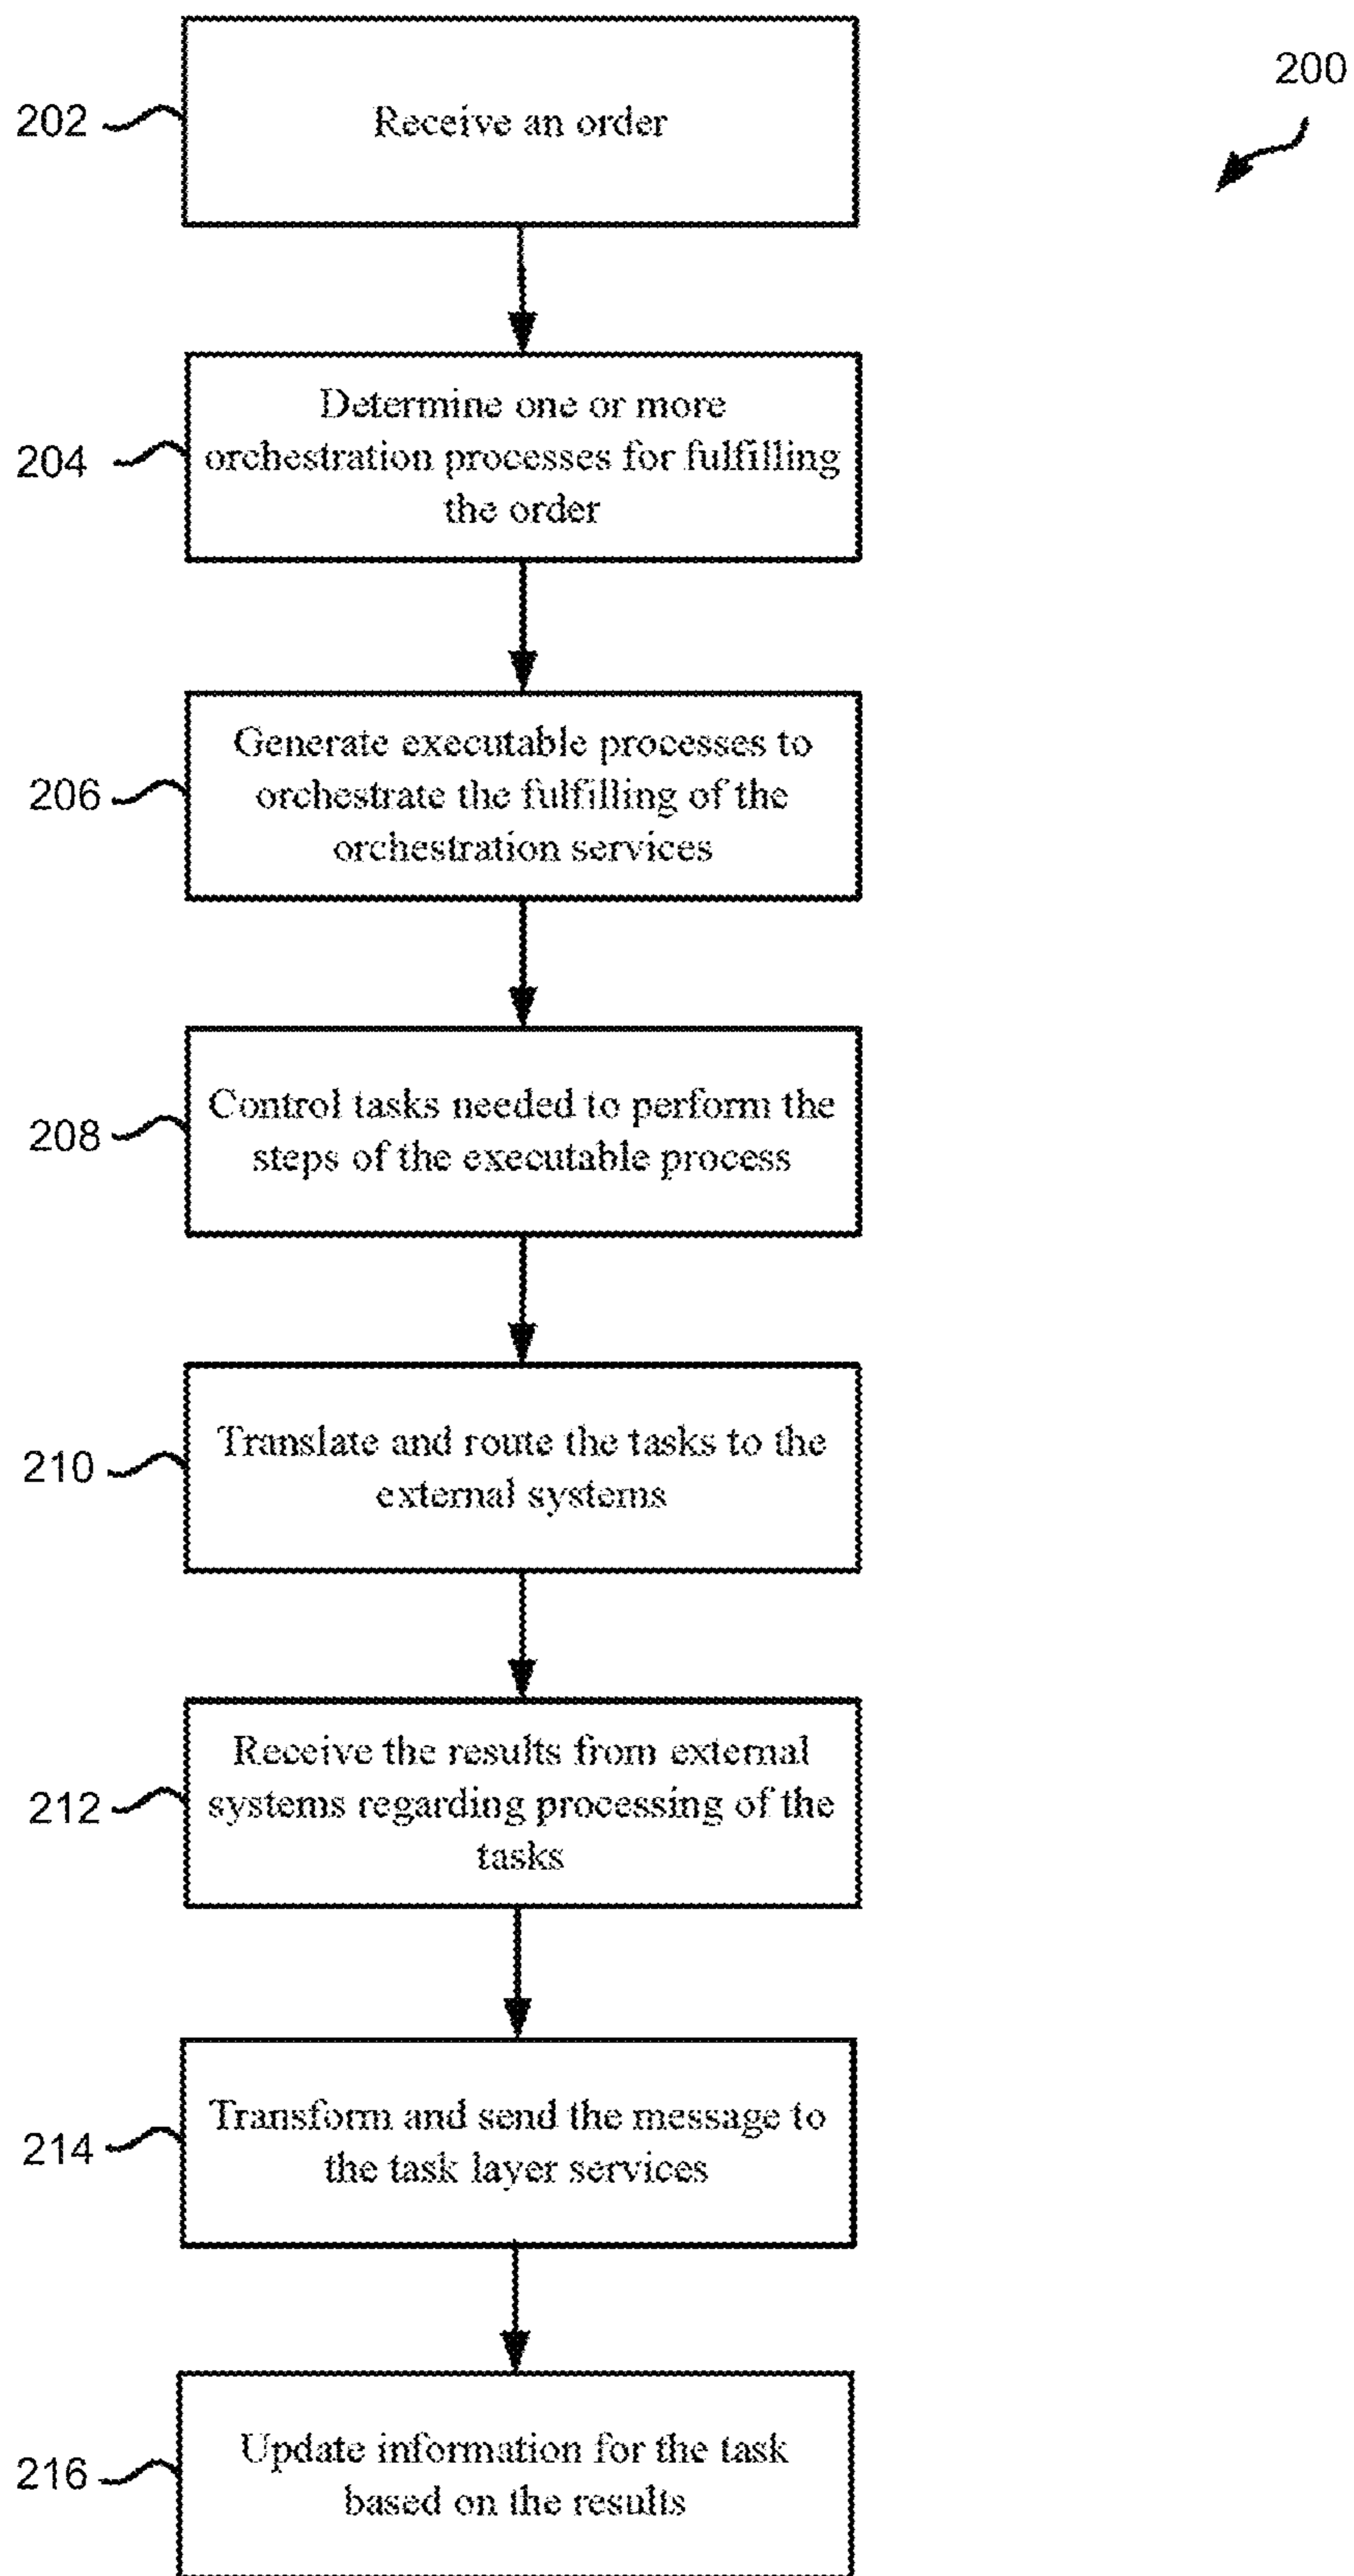 200
202
Receive an order
204
Determine one or more
orchestration processes for fulfilling
the order
206
Generate executable processes to
orchestrate the fulfilling of the
orchestration services
208
Control tasks needed to perform the
steps of the executable process
210
Translate and route the tasks to the
external systems
212
Receive the results from external
systems regarding processing of the
tasks
214
Transform and send the message to
the task layer services
216
Update information for the task
based on the results